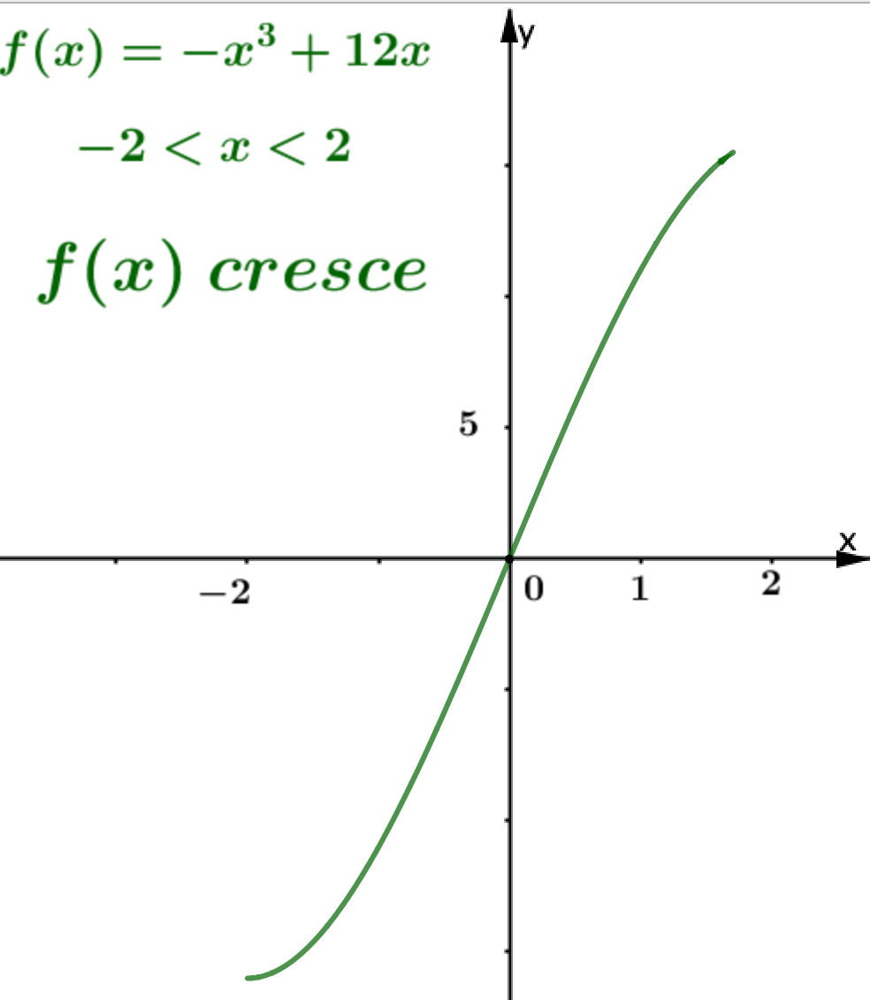 f(x) = −x³ + 12x
y
−2 < x < 2
f(x) cresce
5
x
−2
0
1
2